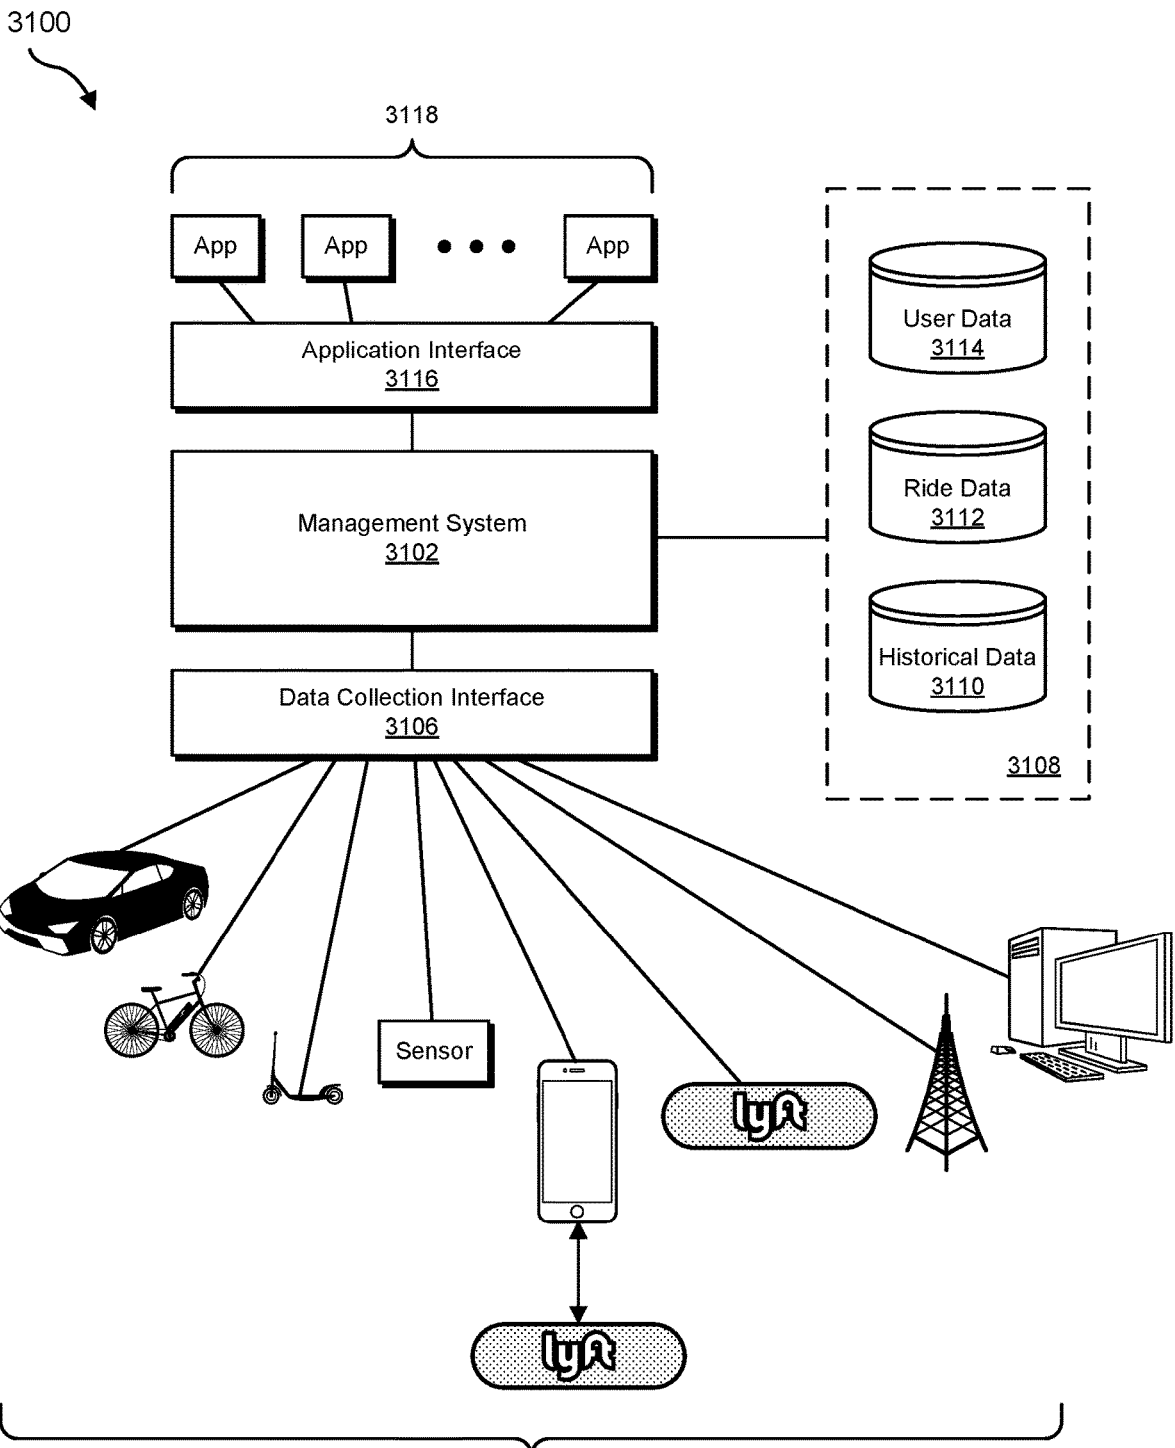 3100
3118
App App App
Application Interface
3116
Management System
3102
Data Collection Interface
3106
User Data
3114
Ride Data
3112
Historical Data
3110
3108
Sensor
lyft
lyft